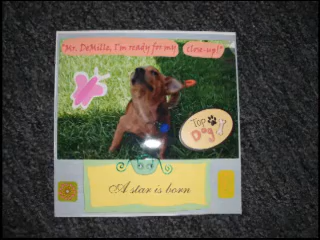 "Mr. DeMille, I'm ready for my close-up!"
Top Dog
A star is born